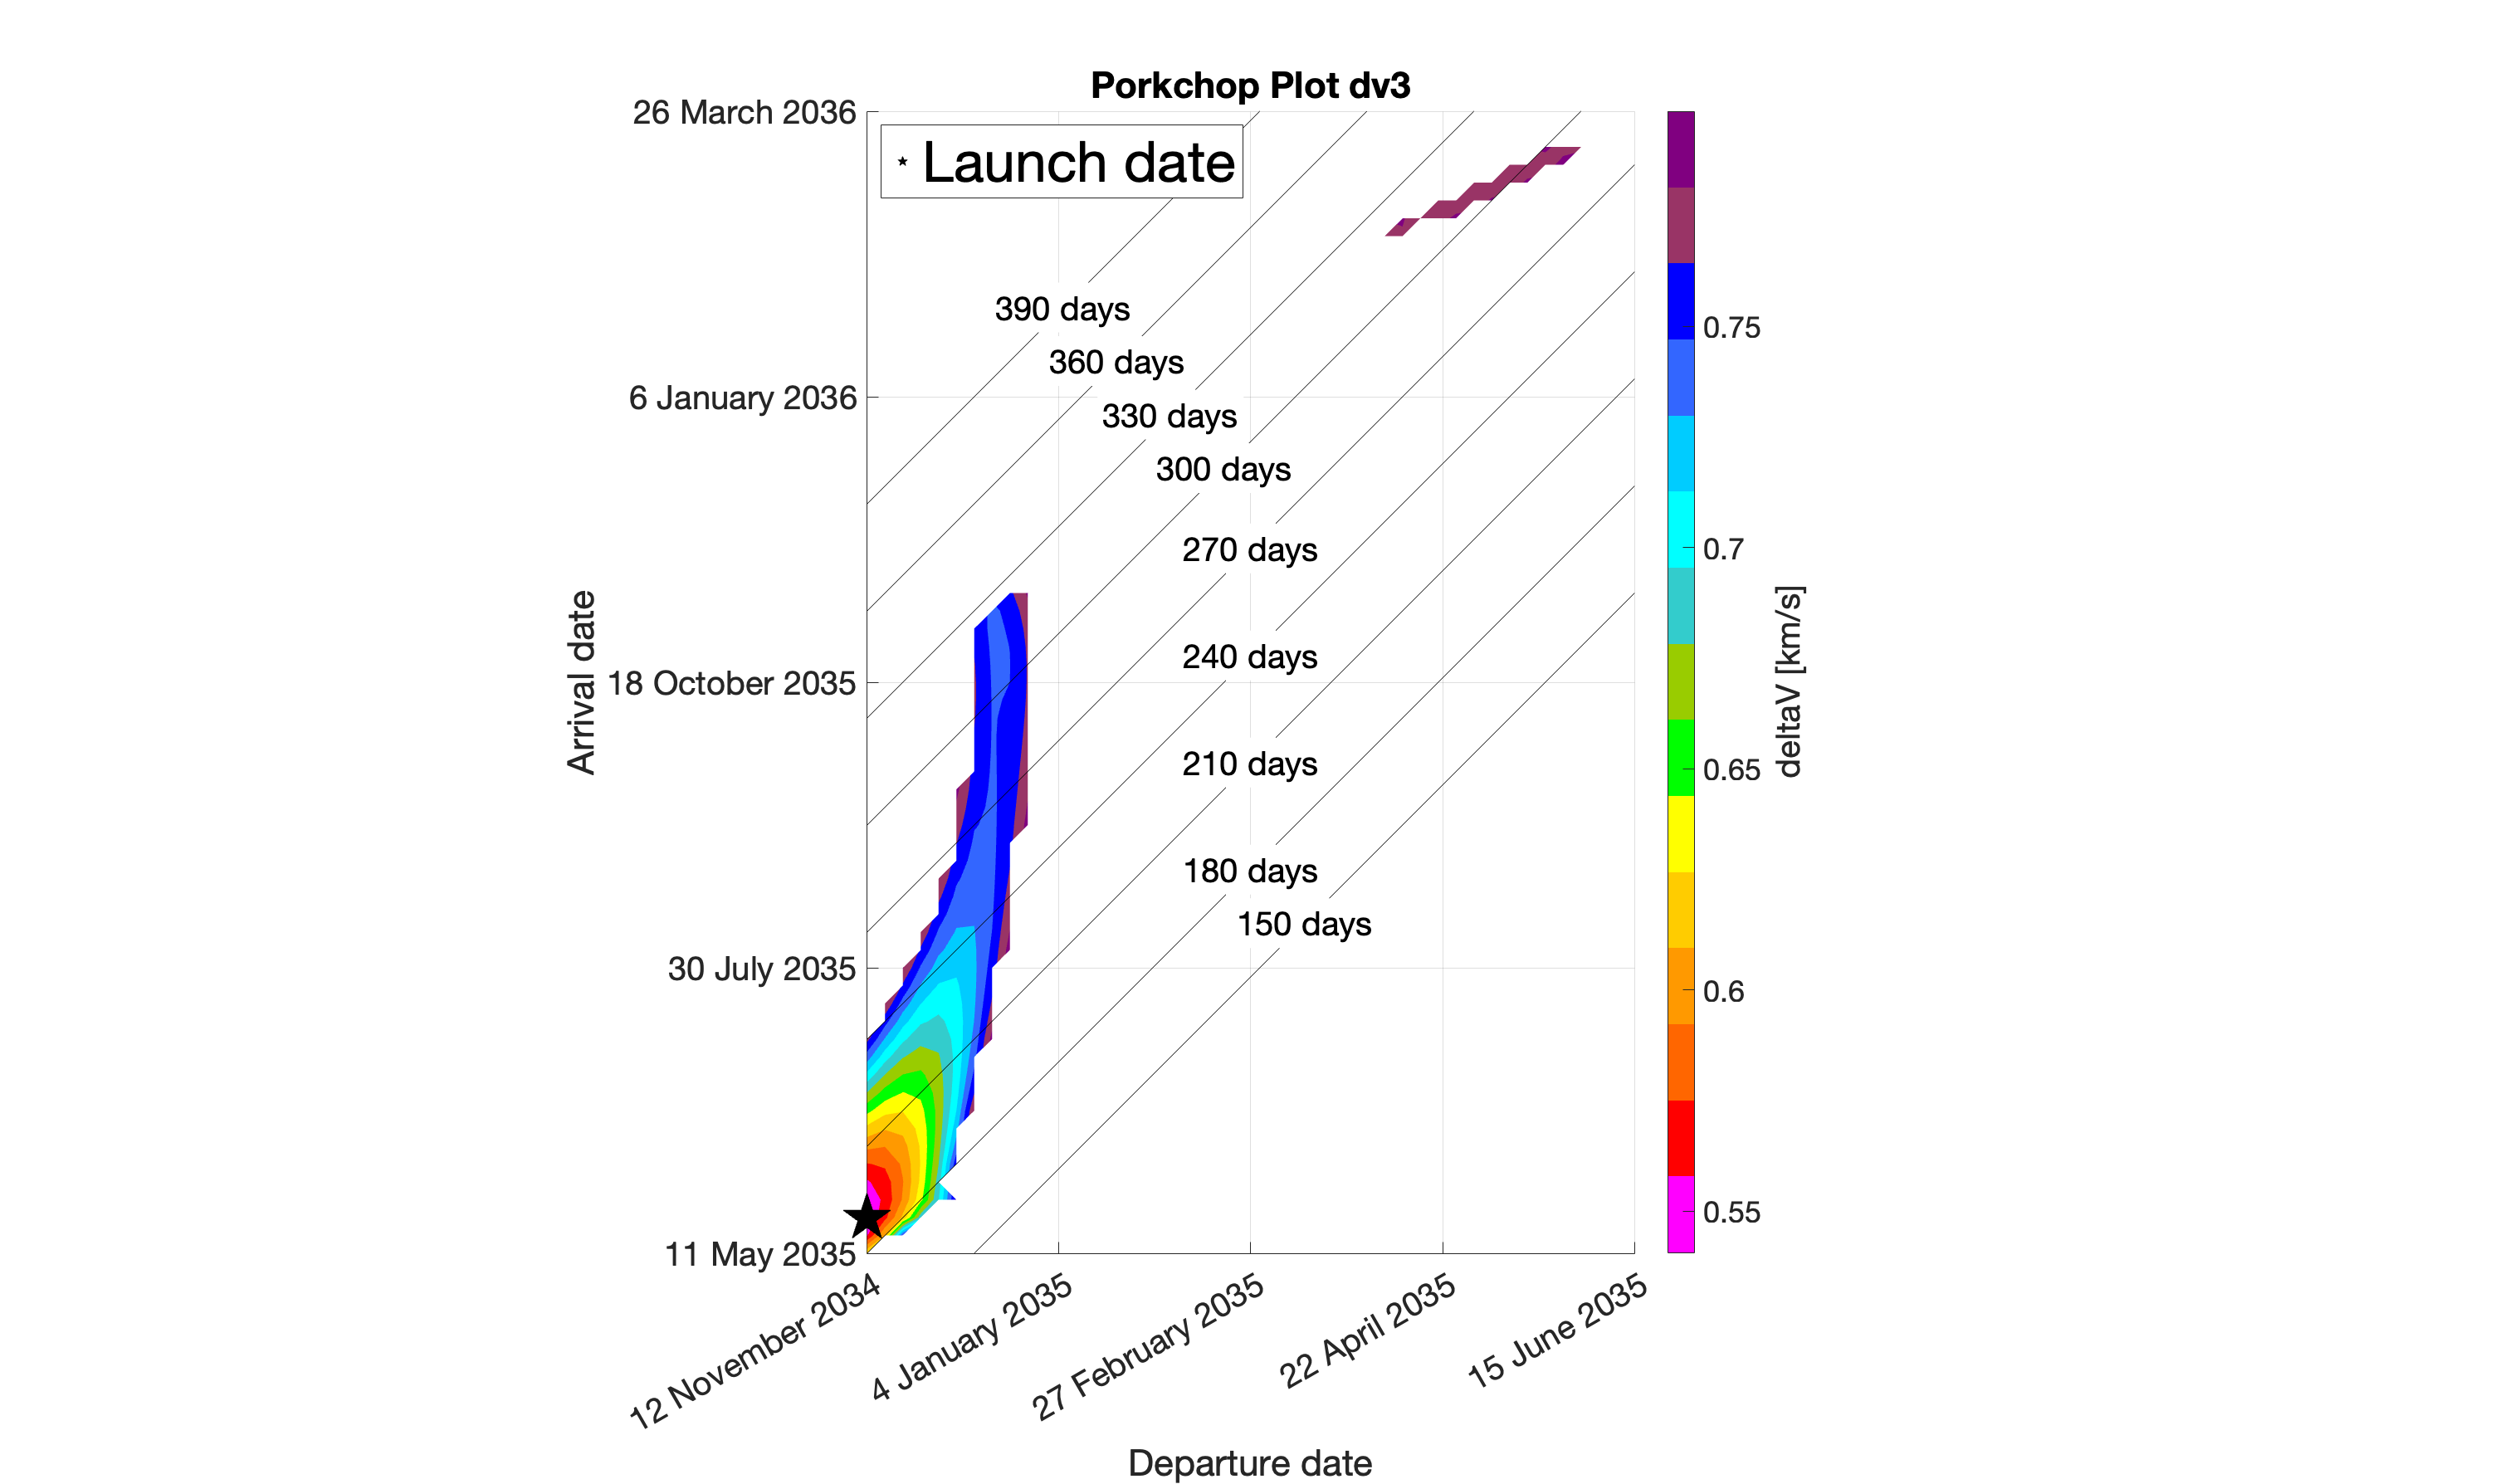 Porkchop Plot dv3
26 March 2036
Launch date
390 days
0.75
360 days
6 January 2036
330 days
300 days
270 days
0.7
240 days
18 October 2035
Arrival date
deltaV [km/s]
210 days
0.65
180 days
150 days
30 July 2035
0.6
0.55
11 May 2035
12 November 2034
4 January 2035
27 February 2035
22 April 2035
15 June 2035
Departure date